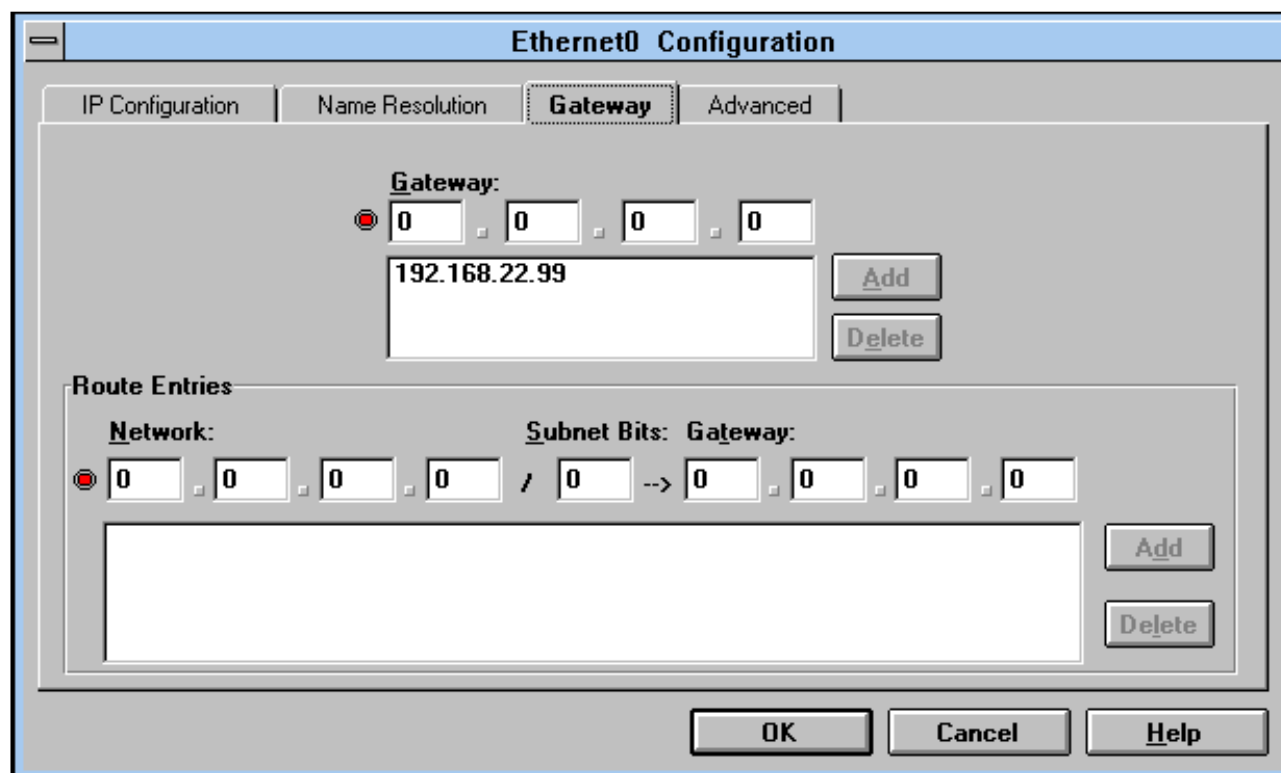 Ethernet0 Configuration
IP Configuration Name Resolution Gateway Advanced
Gateway:
0 . 0 . 0 . 0
192.168.22.99
Add
Delete
Route Entries
Network: Subnet Bits: Gateway:
0 . 0 . 0 . 0 / 0 --> 0 . 0 . 0 . 0
Add
Delete
OK Cancel Help